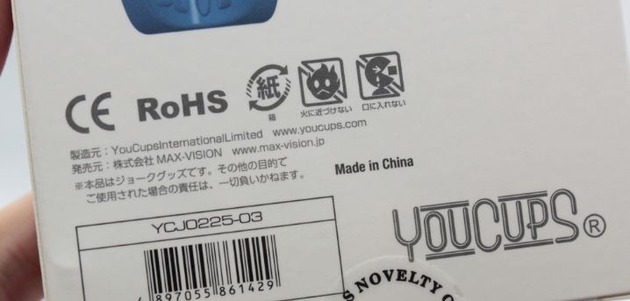 CE RoHS 紙
箱 火に近づけない 口に入れない
製造元：YouCupsInternationalLimited www.youcups.com
発売元：株式会社 MAX-VISION www.max-vision.jp
※本品はジョークグッズです。その他の目的で
ご使用された場合の責任は、一切負いかねます。
Made in China
YCJ0225-03
4 897055 861429
YOUCUPS®
S NOVELTY